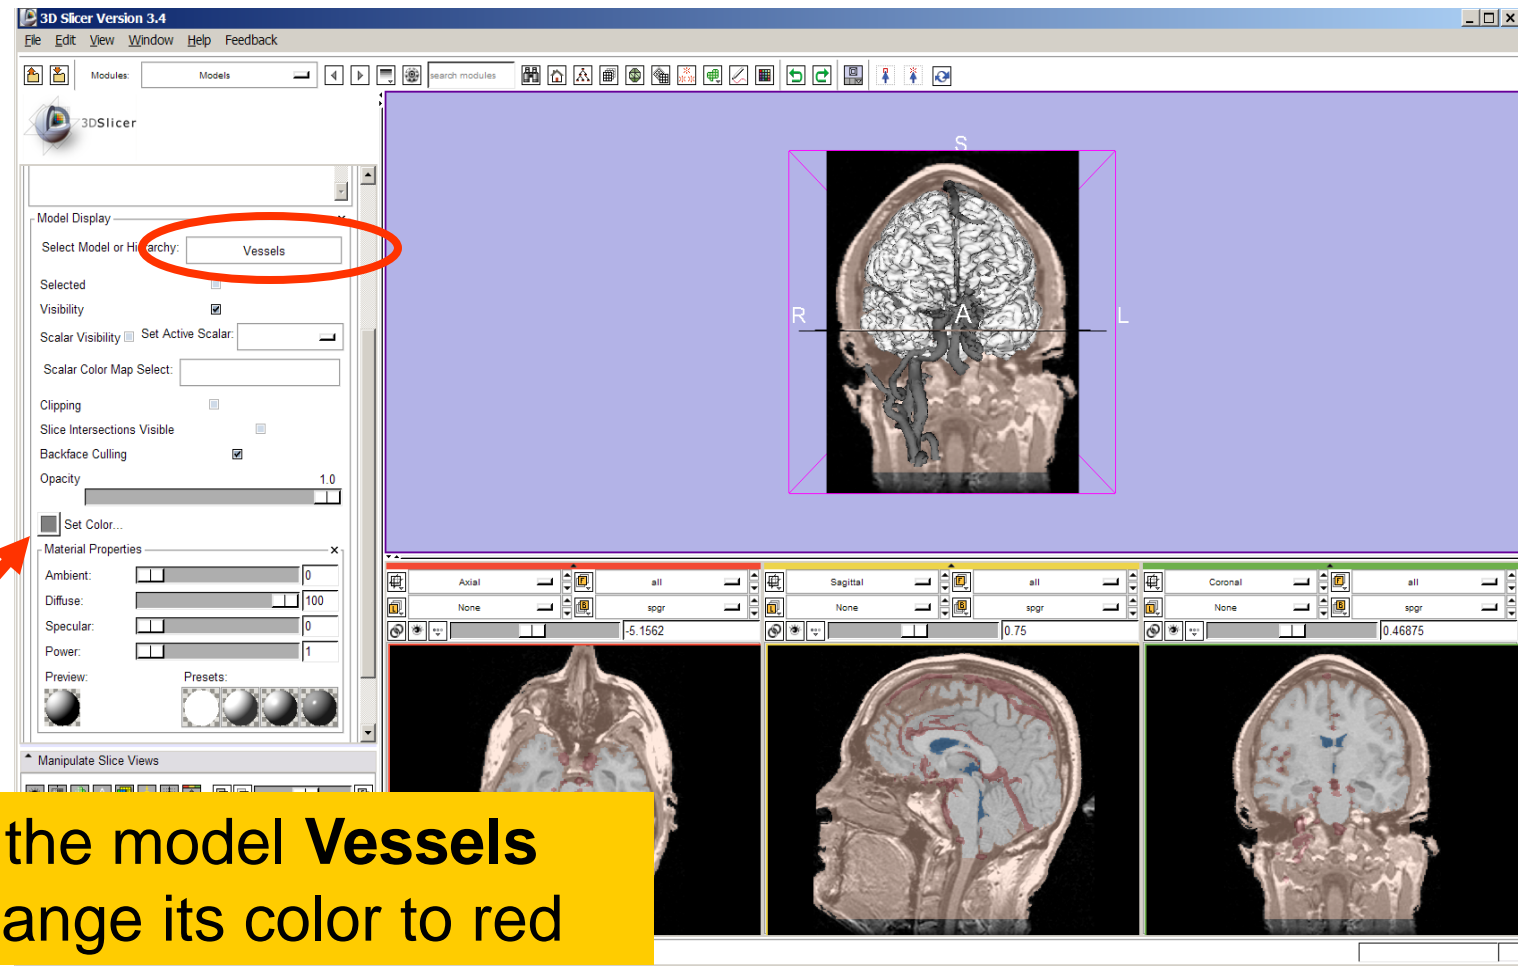 3D Slicer Version 3.4
File Edit View Window Help Feedback
Modules: Models search modules
3DSlicer
Model Display
Select Model or Hierarchy: Vessels
Selected
Visibility
Scalar Visibility Set Active Scalar:
Scalar Color Map Select:
Clipping
Slice Intersections Visible
Backface Culling
Opacity 1.0
Set Color...
Material Properties
Ambient: 0
Diffuse: 100
Specular: 0
Power: 1
Preview: Presets:
Manipulate Slice Views
S
R A L
Axial all Sagittal all Coronal all
None spgr None spgr None spgr
-5.1562 0.75 0.46875
the model Vessels
ange its color to red